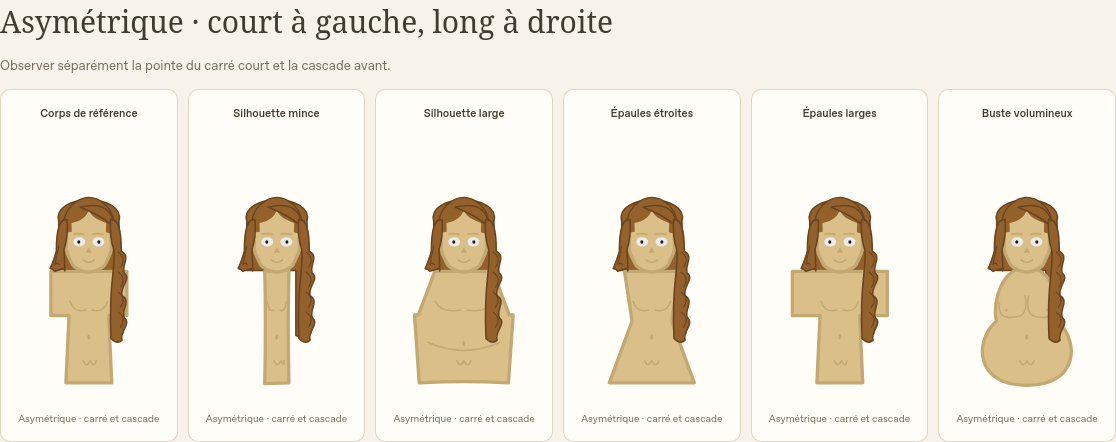 Asymétrique · court à gauche, long à droite
Observer séparément la pointe du carré court et la cascade avant.
Corps de référence
Silhouette mince
Silhouette large
Épaules étroites
Épaules larges
Buste volumineux
Asymétrique · carré et cascade
Asymétrique · carré et cascade
Asymétrique · carré et cascade
Asymétrique · carré et cascade
Asymétrique · carré et cascade
Asymétrique · carré et cascade